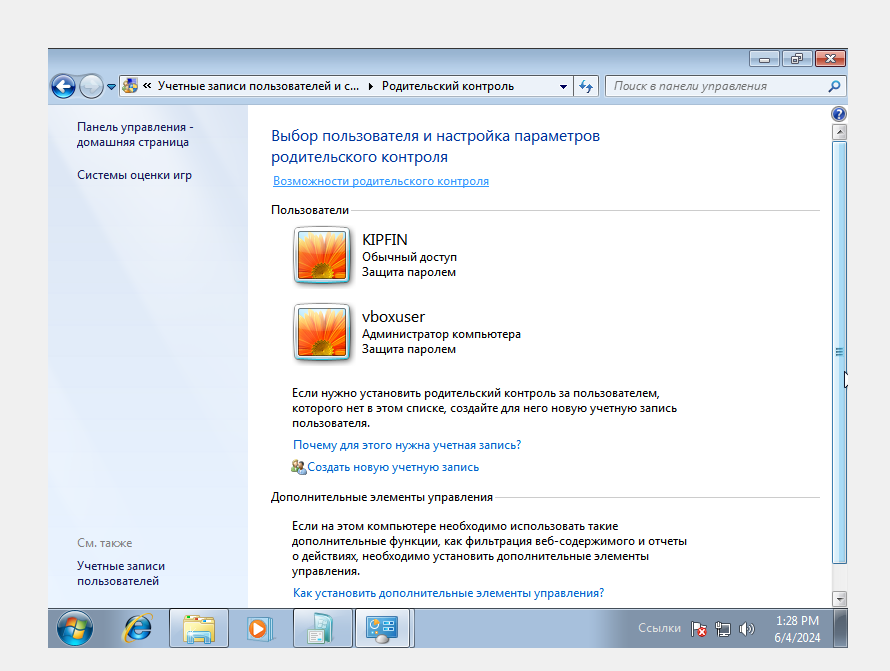 « Учетные записи пользователей и с... Родительский контроль
Поиск в панели управления
Панель управления -
домашняя страница
Системы оценки игр
Выбор пользователя и настройка параметров
родительского контроля
Возможности родительского контроля
Пользователи
KIPFIN
Обычный доступ
Защита паролем
vboxuser
Администратор компьютера
Защита паролем
Если нужно установить родительский контроль за пользователем,
которого нет в этом списке, создайте для него новую учетную запись
пользователя.
Почему для этого нужна учетная запись?
Создать новую учетную запись
Дополнительные элементы управления
Если на этом компьютере необходимо использовать такие
дополнительные функции, как фильтрация веб-содержимого и отчеты
о действиях, необходимо установить дополнительные элементы
управления.
Как установить дополнительные элементы управления?
См. также
Учетные записи
пользователей
Ссылки
1:28 PM
6/4/2024